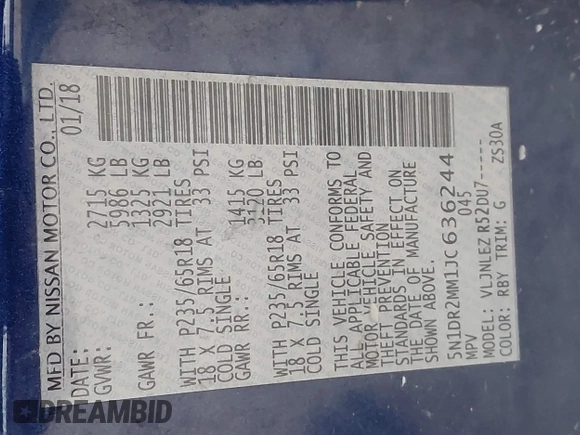 MFD BY NISSAN MOTOR CO., LTD.
DATE: 01/18
GVWR: 2715 KG
5986 LB
GAWR FR.: 1325 KG
2921 LB
WITH P235/65R18 TIRES
18 X 7.5 RIMS AT 33 PSI
COLD SINGLE
GAWR RR.: 1415 KG
3120 LB
WITH P235/65R18 TIRES
18 X 7.5 RIMS AT 33 PSI
COLD SINGLE
THIS VEHICLE CONFORMS TO
ALL APPLICABLE FEDERAL
MOTOR VEHICLE SAFETY AND
THEFT PREVENTION
STANDARDS IN EFFECT ON
THE DATE OF MANUFACTURE
SHOWN ABOVE.
5N1DR2MM1JC636244
MPV 045
MODEL: VLJNLEZ R52DU7-----
COLOR: RBY TRIM: G ZS30A
DREAMBID